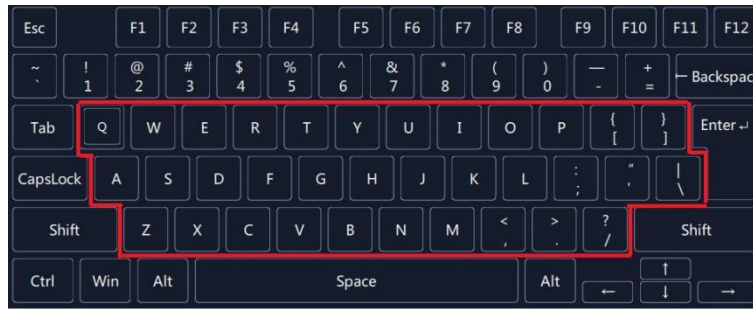 Esc F1 F2 F3 F4 F5 F6 F7 F8 F9 F10 F11 F12
~ ! @ # $ % ^ & * ( ) — +
` 1 2 3 4 5 6 7 8 9 0 - = ← Backspac
Tab Q W E R T Y U I O P { } Enter ↵
[ ]
CapsLock A S D F G H J K L : " |
; ' \
Shift Z X C V B N M < > ? Shift
, . /
Ctrl Win Alt Space Alt ↑
← ↓ →